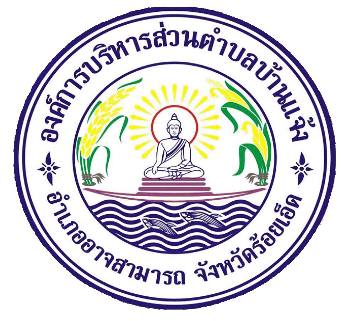 องค์การบริหารส่วนตำบลบ้านแจ้ง
อำเภออาจสามารถ จังหวัดร้อยเอ็ด